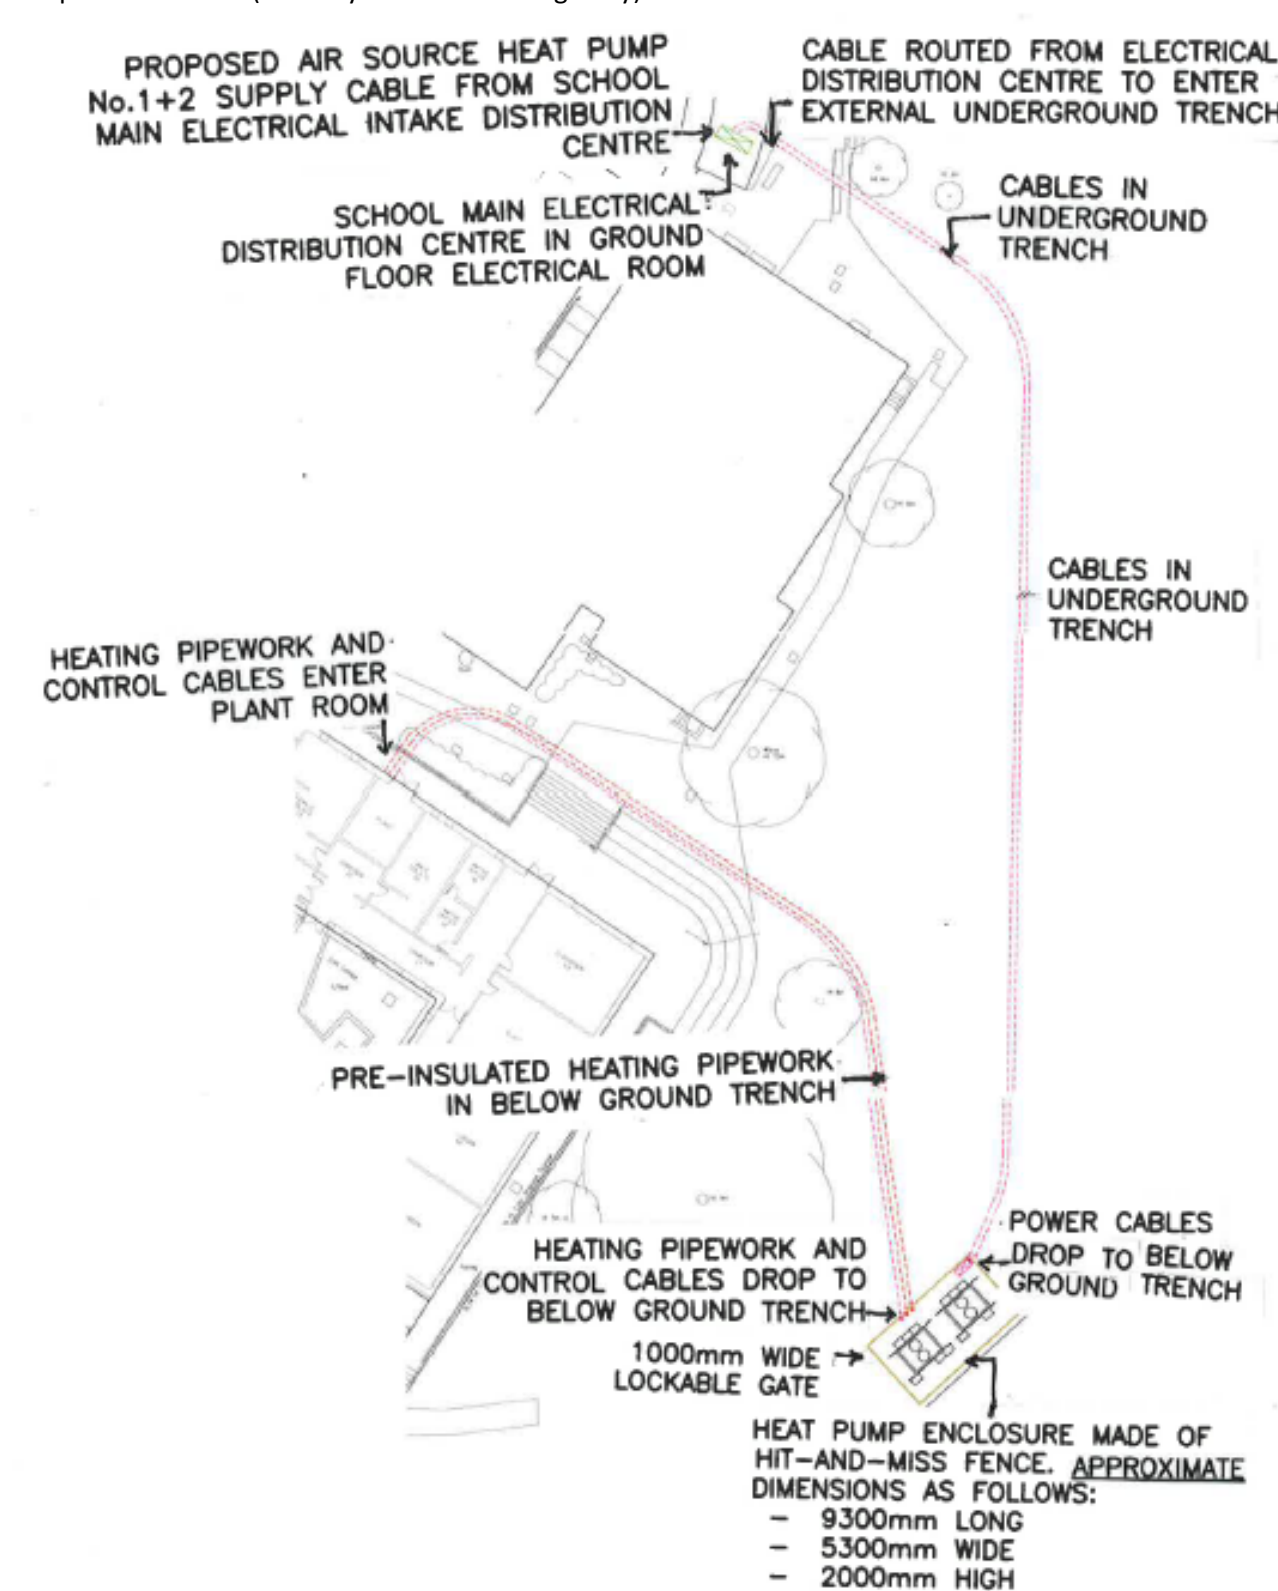 PROPOSED AIR SOURCE HEAT PUMP
No.1+2 SUPPLY CABLE FROM SCHOOL
MAIN ELECTRICAL INTAKE DISTRIBUTION
CENTRE
CABLE ROUTED FROM ELECTRICAL
DISTRIBUTION CENTRE TO ENTER
EXTERNAL UNDERGROUND TRENCH
SCHOOL MAIN ELECTRICAL
DISTRIBUTION CENTRE IN GROUND
FLOOR ELECTRICAL ROOM
CABLES IN
UNDERGROUND
TRENCH
CABLES IN
UNDERGROUND
TRENCH
HEATING PIPEWORK AND
CONTROL CABLES ENTER
PLANT ROOM
PRE-INSULATED HEATING PIPEWORK
IN BELOW GROUND TRENCH
POWER CABLES
DROP TO BELOW
GROUND TRENCH
HEATING PIPEWORK AND
CONTROL CABLES DROP TO
BELOW GROUND TRENCH
1000mm WIDE
LOCKABLE GATE
HEAT PUMP ENCLOSURE MADE OF
HIT-AND-MISS FENCE. APPROXIMATE
DIMENSIONS AS FOLLOWS:
- 9300mm LONG
- 5300mm WIDE
- 2000mm HIGH